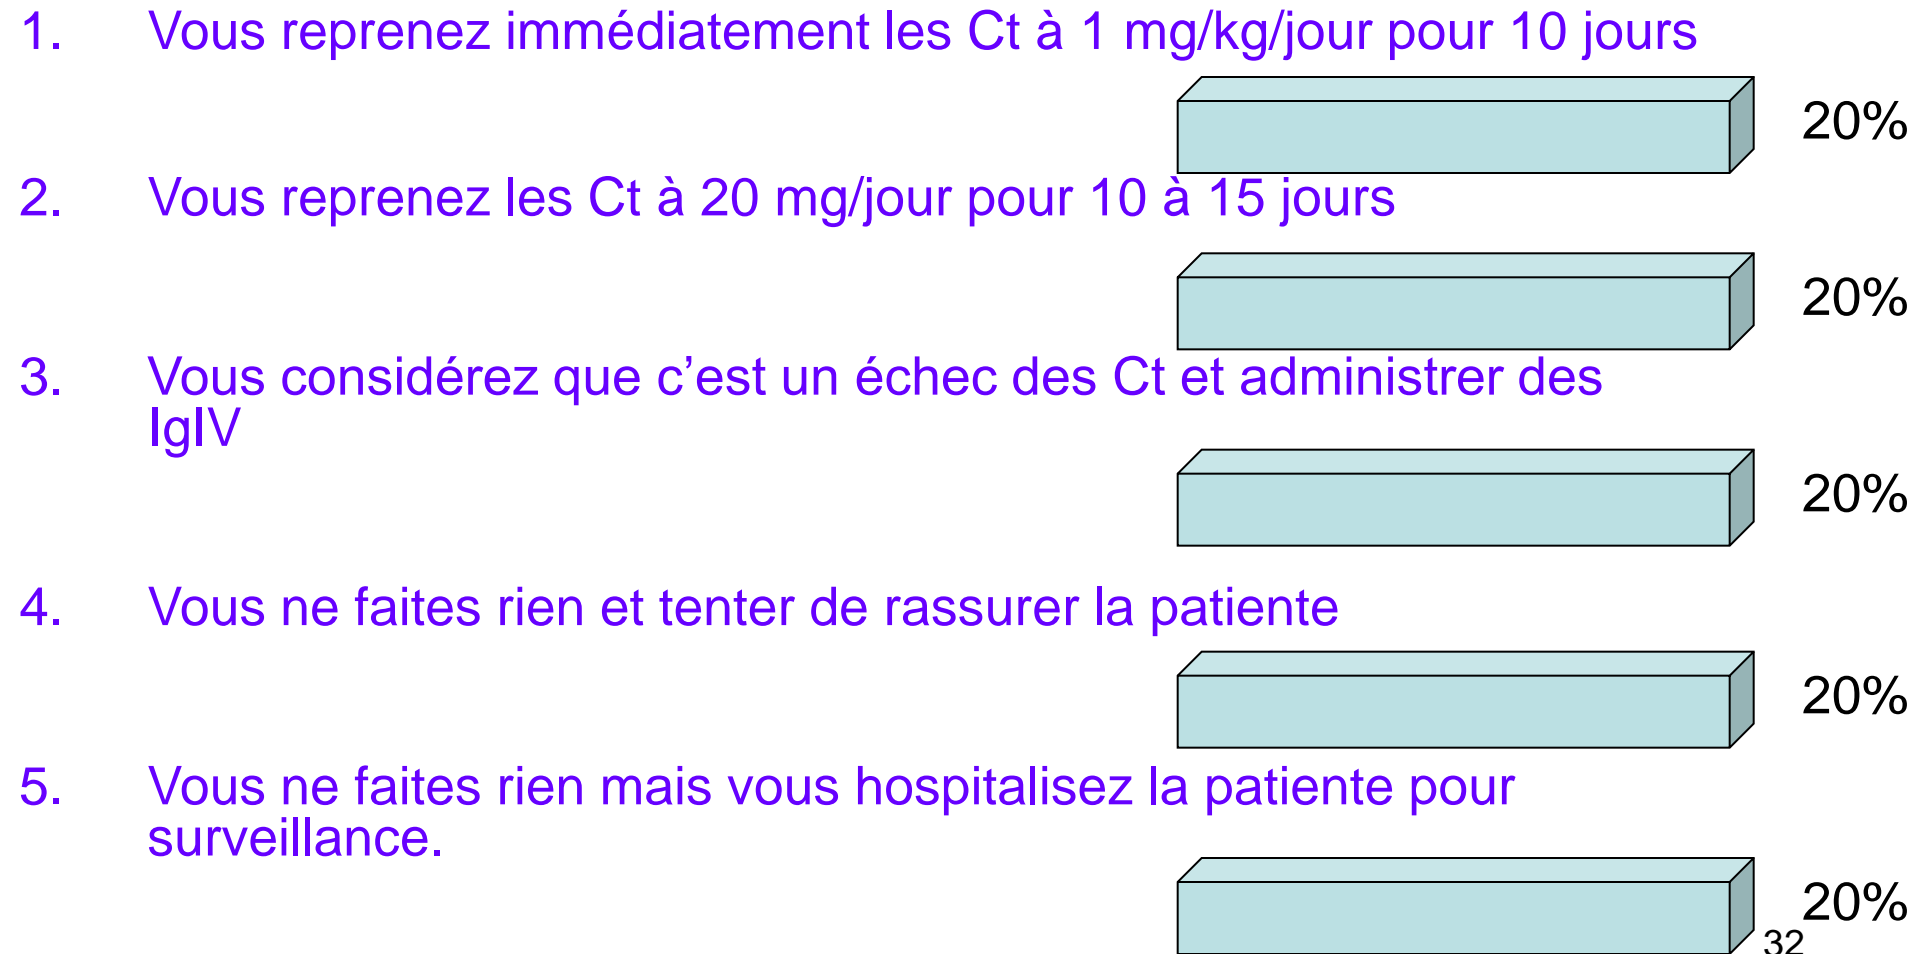 1. Vous reprenez immédiatement les Ct à 1 mg/kg/jour pour 10 jours
20%
2. Vous reprenez les Ct à 20 mg/jour pour 10 à 15 jours
20%
3. Vous considérez que c’est un échec des Ct et administrer des
IgIV
20%
4. Vous ne faites rien et tenter de rassurer la patiente
20%
5. Vous ne faites rien mais vous hospitalisez la patiente pour
surveillance.
20%
32